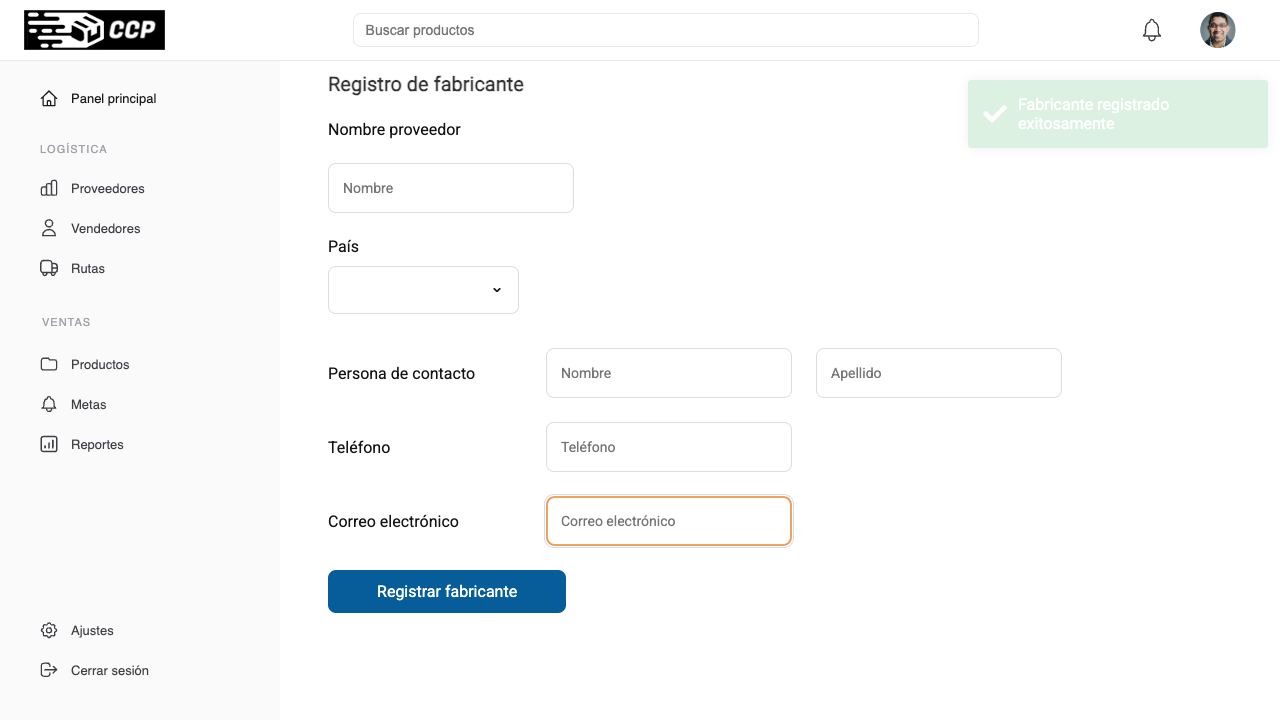 CCP
Buscar productos
Panel principal
LOGÍSTICA
Proveedores
Vendedores
Rutas
VENTAS
Productos
Metas
Reportes
Ajustes
Cerrar sesión
Registro de fabricante
Nombre proveedor
Nombre
País
Persona de contacto
Nombre
Apellido
Teléfono
Teléfono
Correo electrónico
Correo electrónico
Registrar fabricante
Fabricante registrado
exitosamente